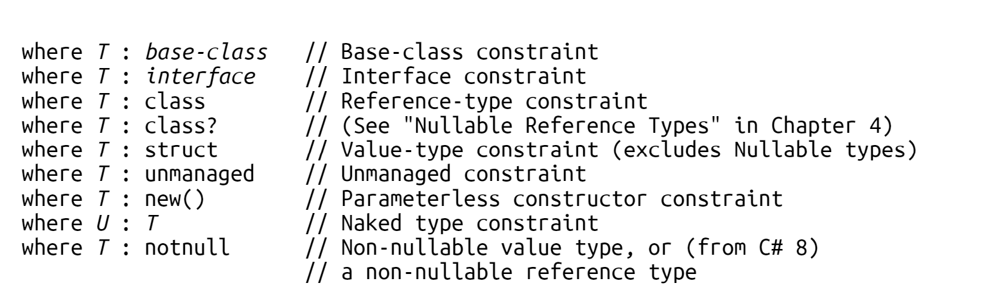 where T : base-class   // Base-class constraint
where T : interface    // Interface constraint
where T : class        // Reference-type constraint
where T : class?       // (See "Nullable Reference Types" in Chapter 4)
where T : struct       // Value-type constraint (excludes Nullable types)
where T : unmanaged    // Unmanaged constraint
where T : new()        // Parameterless constructor constraint
where U : T            // Naked type constraint
where T : notnull      // Non-nullable value type, or (from C# 8)
                       // a non-nullable reference type